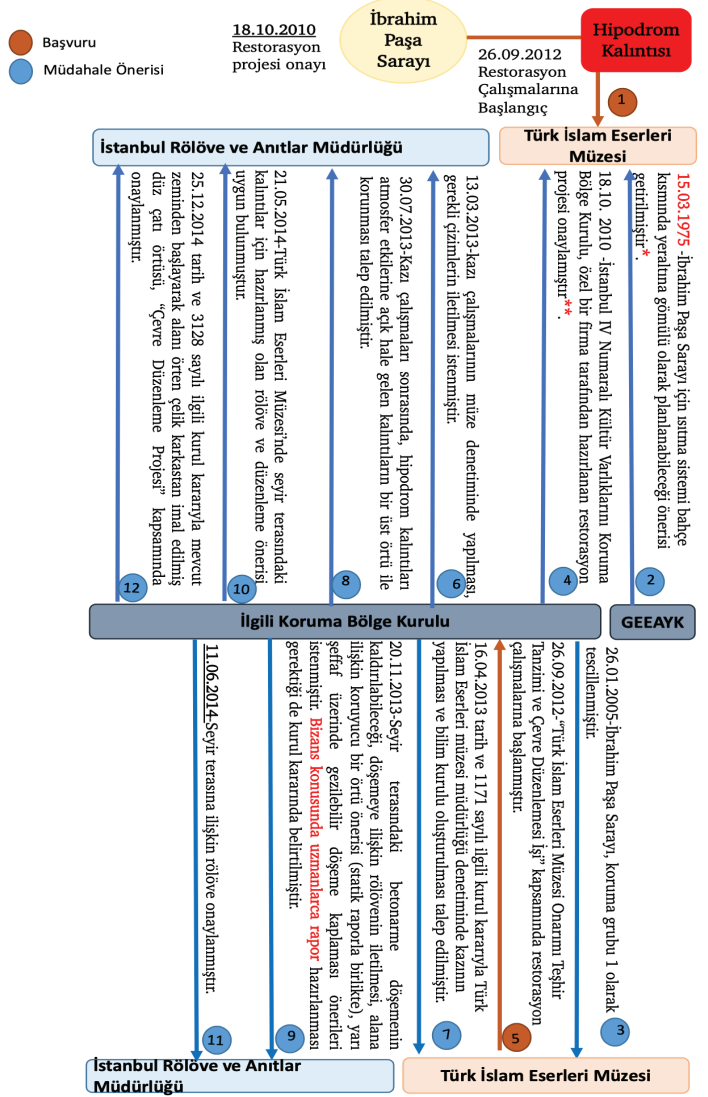 Başvuru
Müdahale Önerisi
18.10.2010
Restorasyon
projesi onayı
İbrahim
Paşa
Sarayı
26.09.2012
Restorasyon
Çalışmalarına
Başlangıç
Hipodrom
Kalıntısı
1
İstanbul Rölöve ve Anıtlar Müdürlüğü
Türk İslam Eserleri
Müzesi
15.03.1975 -İbrahim Paşa Sarayı için ısıtma sistemi bahçe
kısmında yeraltına gömülü olarak planlanabileceği önerisi
getirilmiştir*.
18.10. 2010 -İstanbul IV Numaralı Kültür Varlıklarını Koruma
Bölge Kurulu, özel bir firma tarafından hazırlanan restorasyon
projesi onaylamıştır**.
13.03.2013-kazı çalışmalarının müze denetiminde yapılması,
gerekli çizimlerin iletilmesi istenmiştir.
30.07.2013-Kazı çalışmaları sonrasında, hipodrom kalıntıları
atmosfer etkilerine açık hale gelen kalıntıların bir üst örtü ile
korunması talep edilmiştir.
21.05.2014-Türk İslam Eserleri Müzesi’nde seyir terasındaki
kalıntılar için hazırlanmış olan rölöve ve düzenleme önerisi
uygun bulunmuştur.
25.12.2014 tarih ve 3128 sayılı ilgili kurul kararıyla mevcut
zeminden başlayarak alanı örten çelik karkastan imal edilmiş
düz çatı örtüsü, “Çevre Düzenleme Projesi” kapsamında
onaylanmıştır.
12
10
8
6
4
2
İlgili Koruma Bölge Kurulu
GEEAYK
26.01.2005-İbrahim Paşa Sarayı, koruma grubu 1 olarak
tescillenmiştir.
26.09.2012-“Türk İslam Eserleri Müzesi Onarımı Teşhir
Tanzimi ve Çevre Düzenlemesi İşi” kapsamında restorasyon
çalışmalarına başlanmıştır.
16.04.2013 tarih ve 1171 sayılı ilgili kurul kararıyla Türk
İslam Eserleri müzesi müdürlüğü denetiminde kazının
yapılması ve bilim kurulu oluşturulması talep edilmiştir.
20.11.2013-Seyir terasındaki betonarme döşemenin
kaldırılabileceği, döşemeye ilişkin rölövenin iletilmesi, alana
ilişkin koruyucu bir örtü önerisi (statik raporla birlikte), yarı
şeffaf üzerinde gezilebilir döşeme kaplaması önerileri
istenmiştir. Bizans konusunda uzmanlarca rapor hazırlanması
gerektiği de kurul kararında belirtilmiştir.
11.06.2014-Seyir terasına ilişkin rölöve onaylanmıştır.
11
9
7
5
3
İstanbul Rölöve ve Anıtlar
Müdürlüğü
Türk İslam Eserleri Müzesi